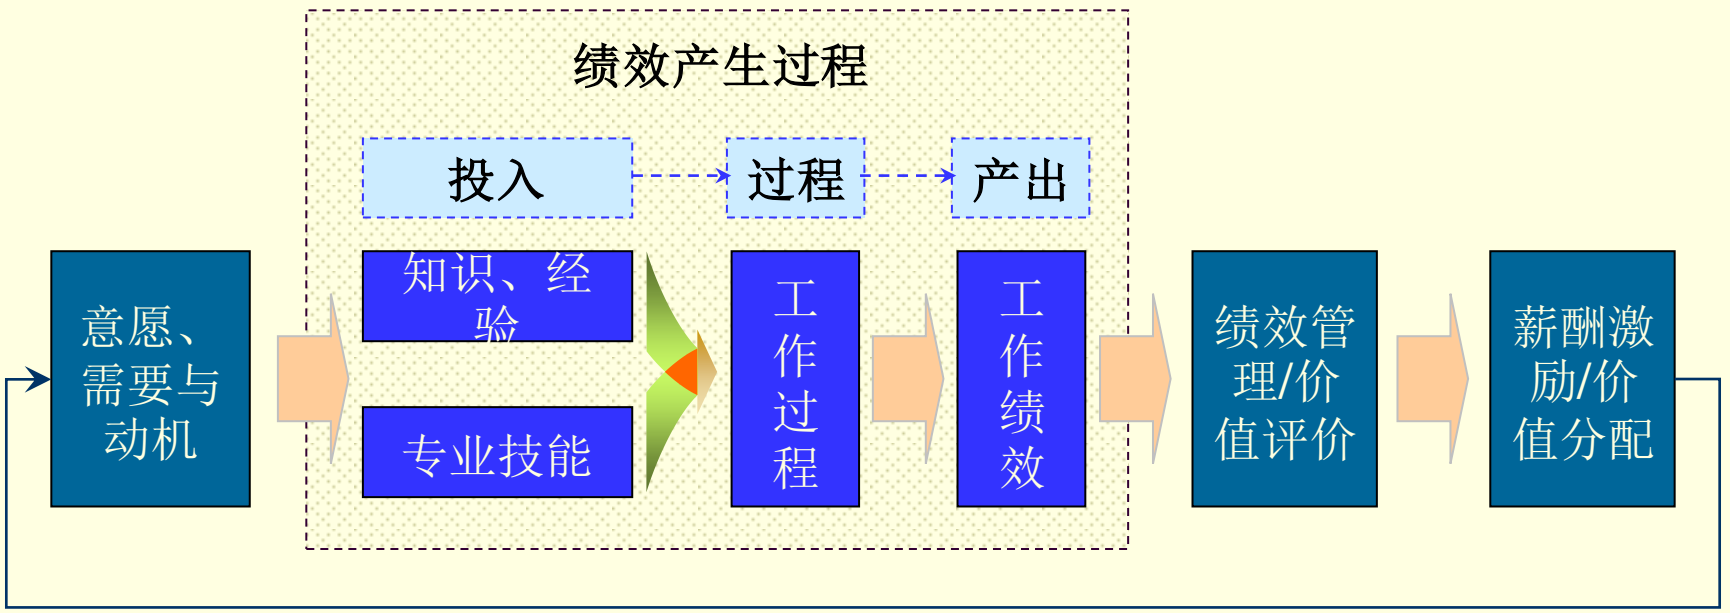 绩效产生过程
投入
过程
产出
意愿、
需要与
动机
知识、经
验
专业技能
工
作
过
程
工
作
绩
效
绩效管
理/价
值评价
薪酬激
励/价
值分配